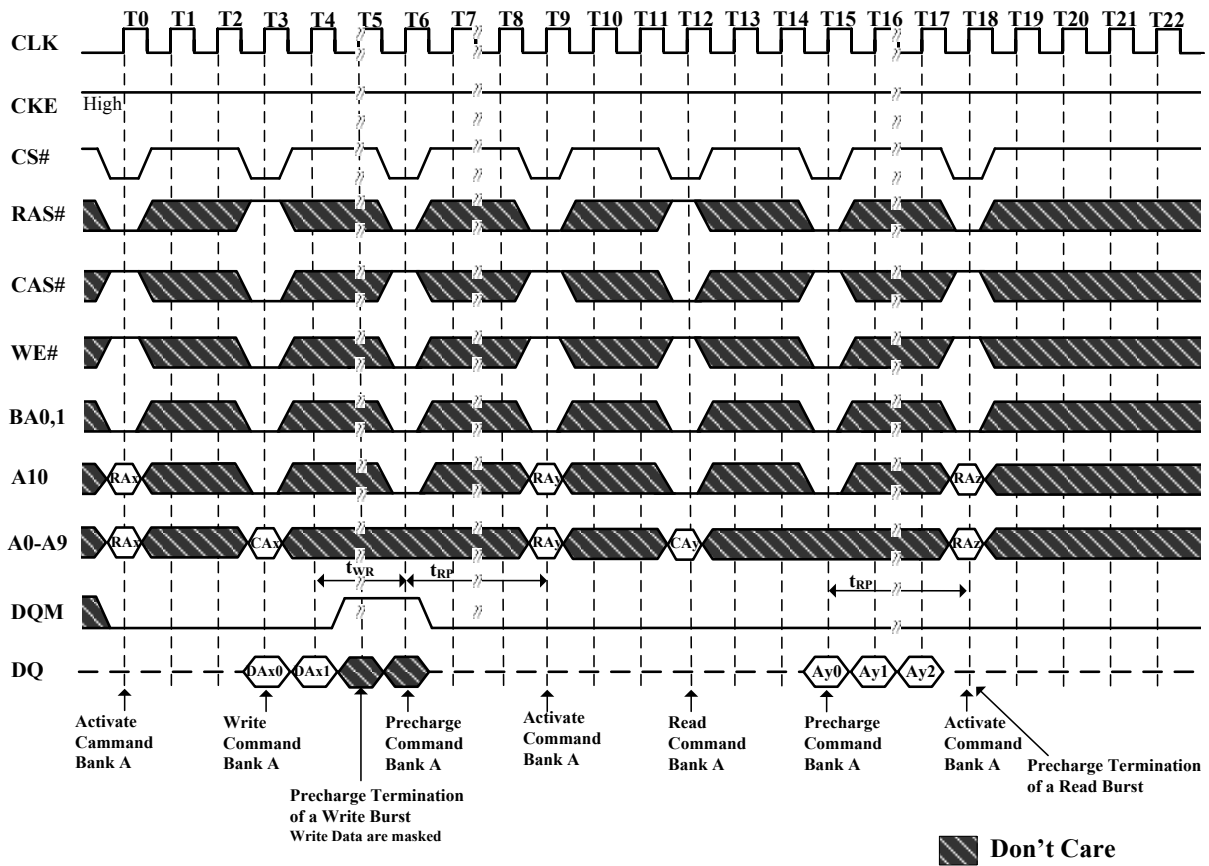 T0 T1 T2 T3 T4 T5 T6 T7 T8 T9 T10 T11 T12 T13 T14 T15 T16 T17 T18 T19 T20 T21 T22
CLK
CKE High
CS#
RAS#
CAS#
WE#
BA0,1
A10 RAx RAy RAz
A0-A9 RAx CAx RAy CAy RAz
tWR tRP tRP
DQM
DQ DAx0 DAx1 Ay0 Ay1 Ay2
Activate
Cammand
Bank A
Write
Command
Bank A
Precharge
Command
Bank A
Activate
Command
Bank A
Read
Command
Bank A
Precharge
Command
Bank A
Activate
Command
Bank A
Precharge Termination
of a Read Burst
Precharge Termination
of a Write Burst
Write Data are masked
Don't Care